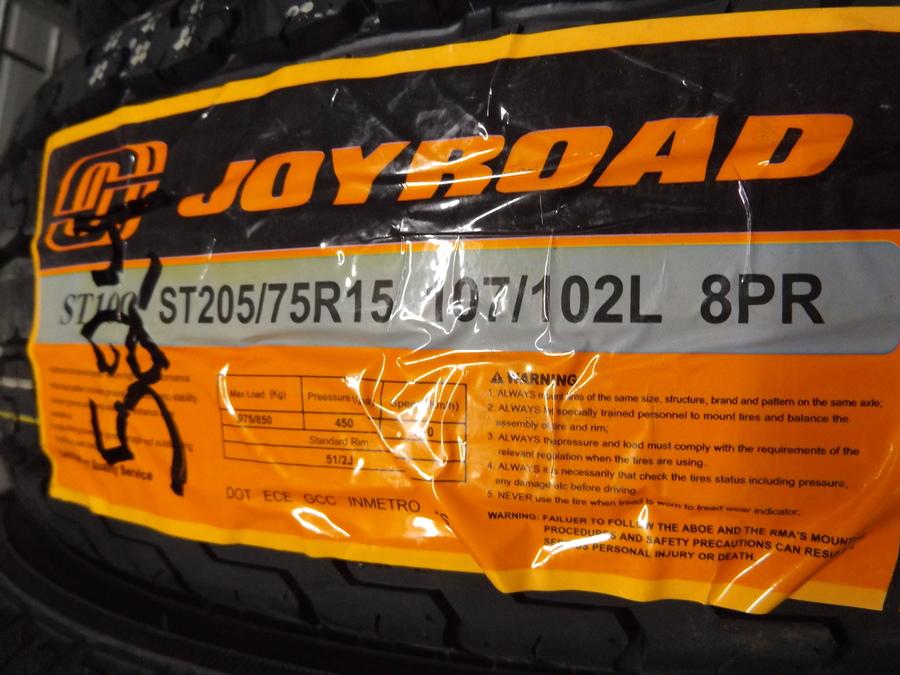 JOYROAD
ST100 ST205/75R15 107/102L 8PR
Max Load (Kg)
975/850
450
Standard Rim
51/2J
DOT ECE GCC INMETRO
Quality Service
WARNING
1. ALWAYS mount tires of the same size, structure, brand and pattern on the same axle;
2. ALWAYS let specially trained personnel to mount tires and balance the
assembly of tire and rim;
3. ALWAYS the pressure and load must comply with the requirements of the
relevant regulation when the tires are using.
4. ALWAYS it is necessarily that check the tires status including pressure,
any damage etc before driving.
5. NEVER use the tire when tread is worn to tread wear indicator;
WARNING: FAILUER TO FOLLOW THE ABOE AND THE RMA'S MOUNT
PROCEDURES AND SAFETY PRECAUTIONS CAN RESU
SERIOUS PERSONAL INJURY OR DEATH.